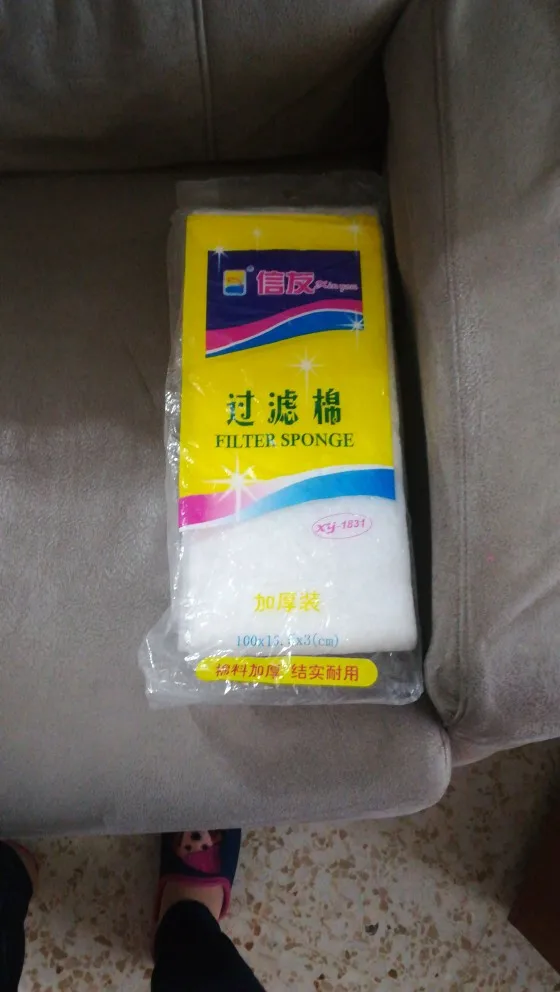 信友 Xinyou
过滤棉
FILTER SPONGE
XY-1831
加厚装
棉料加厚 结实耐用